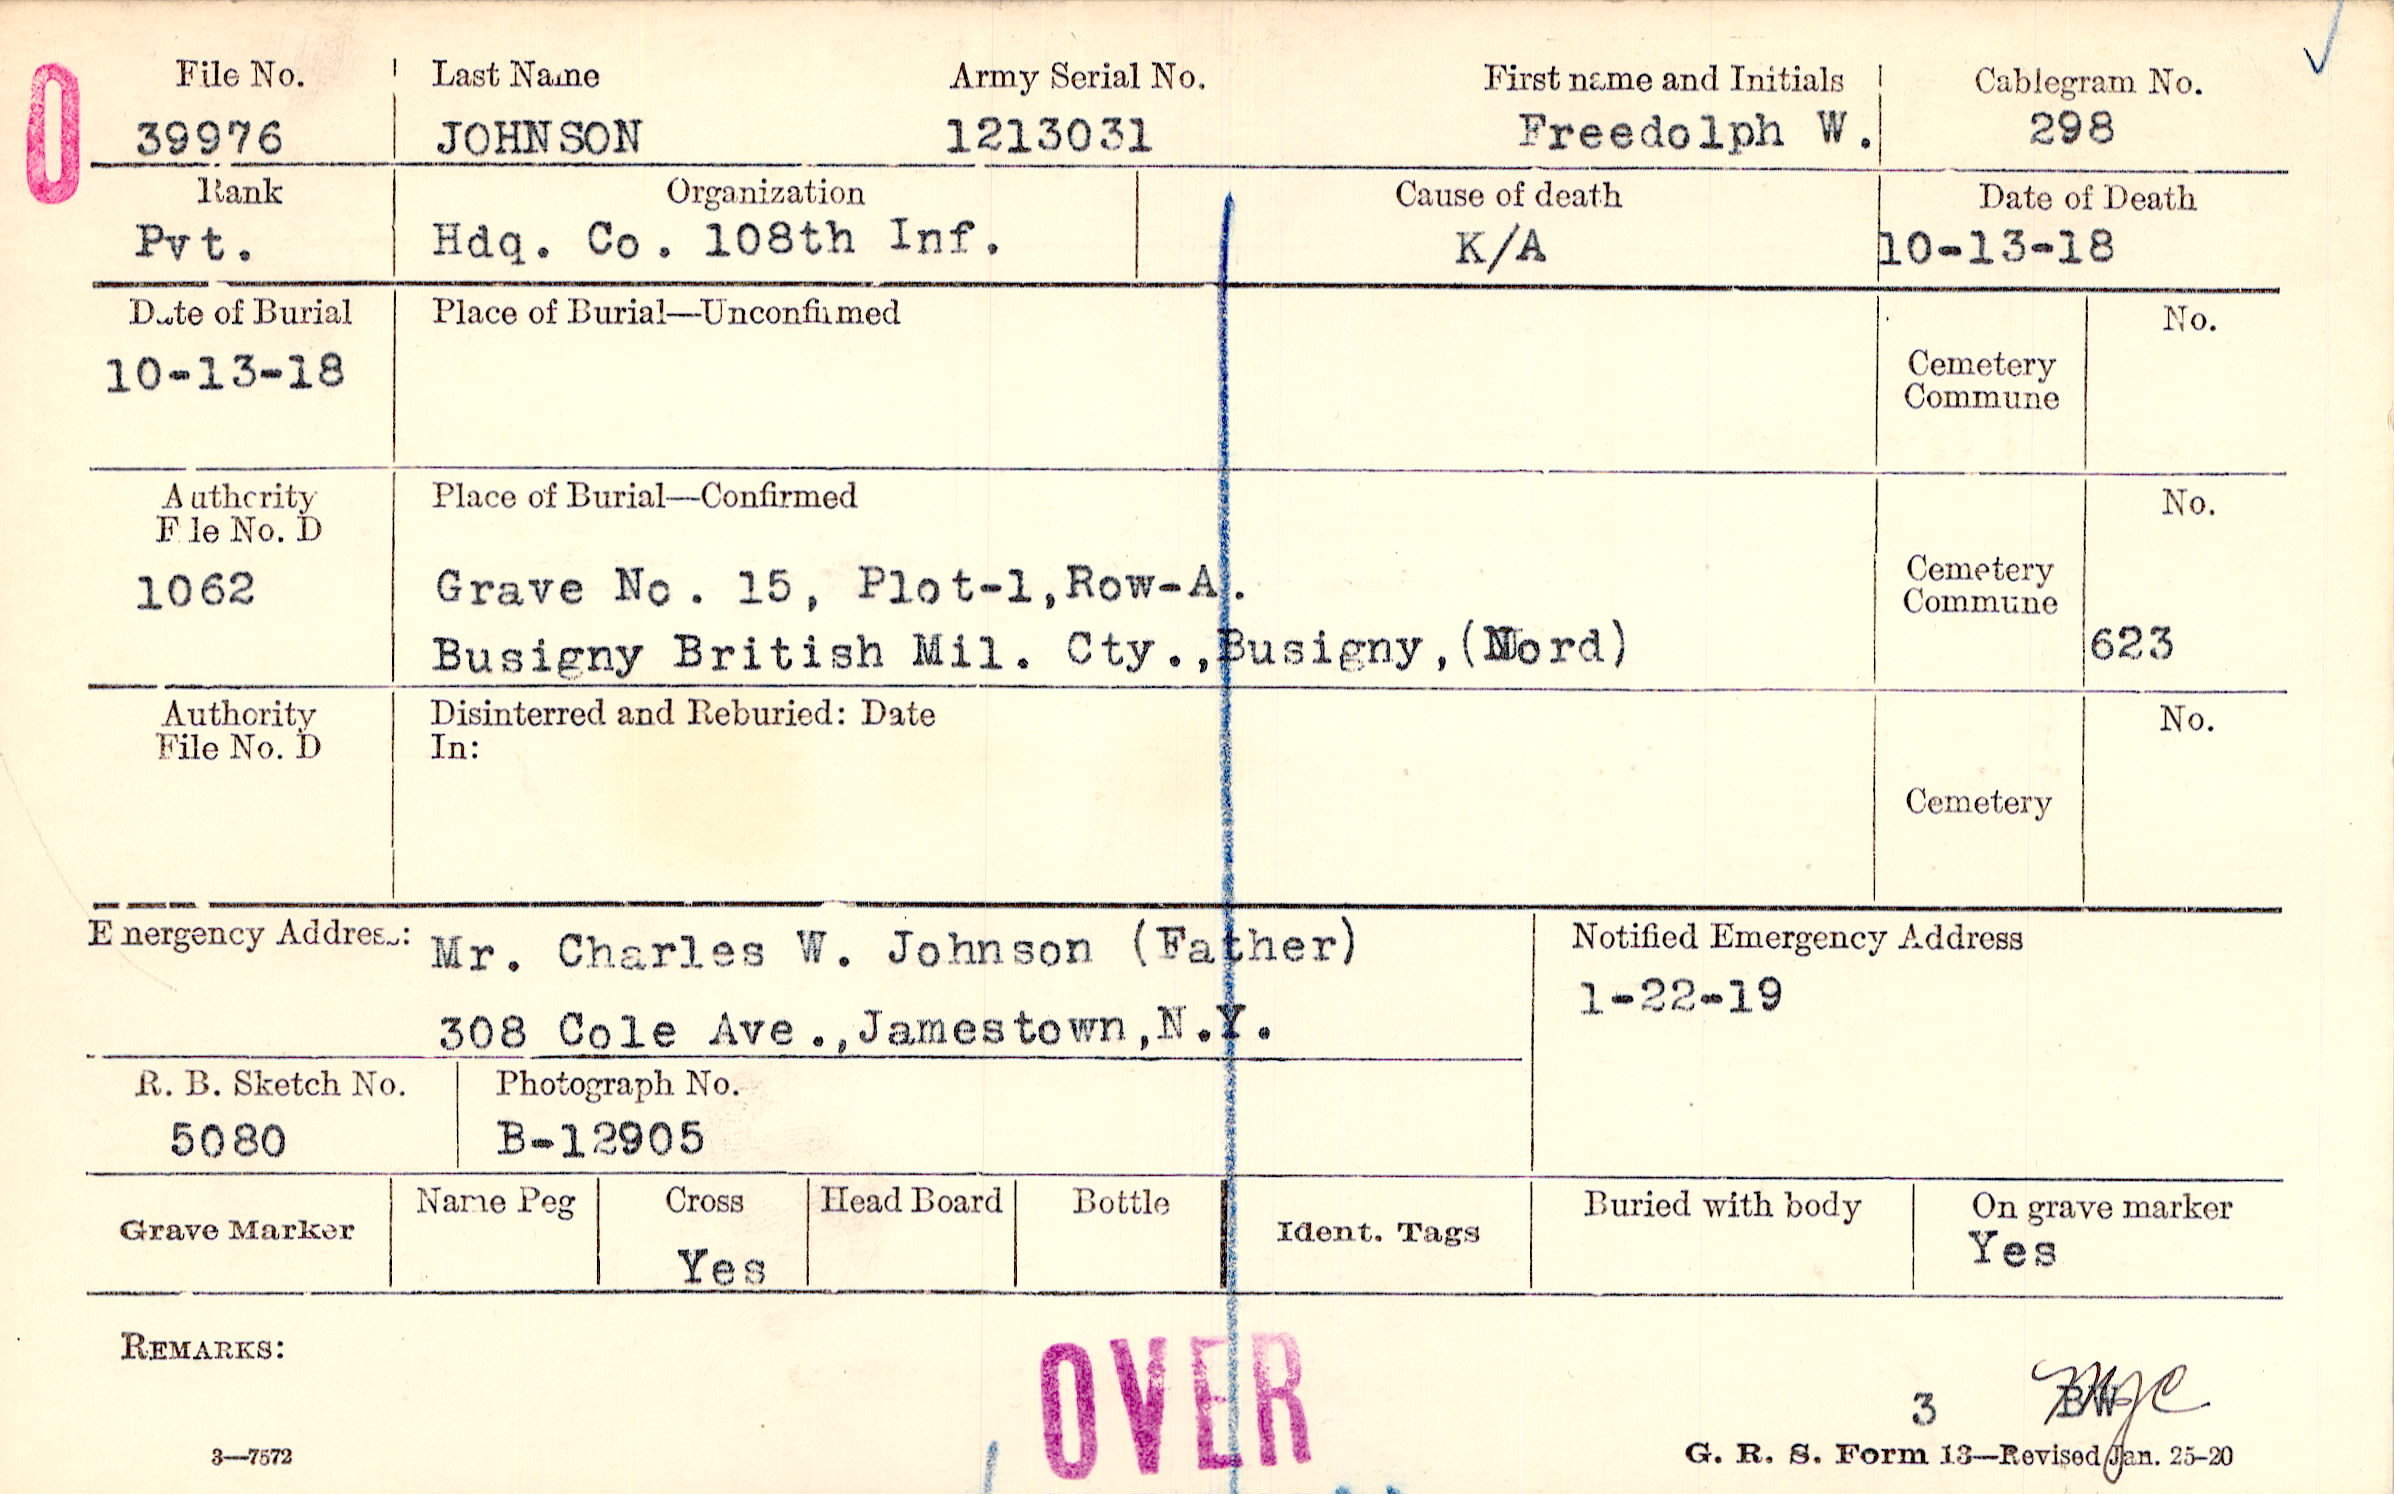 O
File No. Last Name Army Serial No. First name and Initials Cablegram No.
39976 JOHNSON 1213031 Freedolph W. 298
Rank Organization Cause of death Date of Death
Pvt. Hdq. Co. 108th Inf. K/A 10-13-18
Date of Burial Place of Burial—Unconfirmed No.
10-13-18
Cemetery
Commune
Authority Place of Burial—Confirmed No.
File No. D
1062 Grave No. 15, Plot-1,Row-A.
Cemetery
Commune
Busigny British Mil. Cty.,Busigny,(Nord) 623
Authority Disinterred and Reburied: Date No.
File No. D In:
Cemetery
Emergency Address: Mr. Charles W. Johnson (Father) Notified Emergency Address
308 Cole Ave.,Jamestown,N.Y. 1-22-19
R. B. Sketch No. Photograph No.
5080 B-12905
Grave Marker Name Peg Cross Head Board Bottle Ident. Tags Buried with body On grave marker
Yes Yes
REMARKS:
OVER
3 BW
3—7572 G. R. S. Form 13—Revised Jan. 25-20